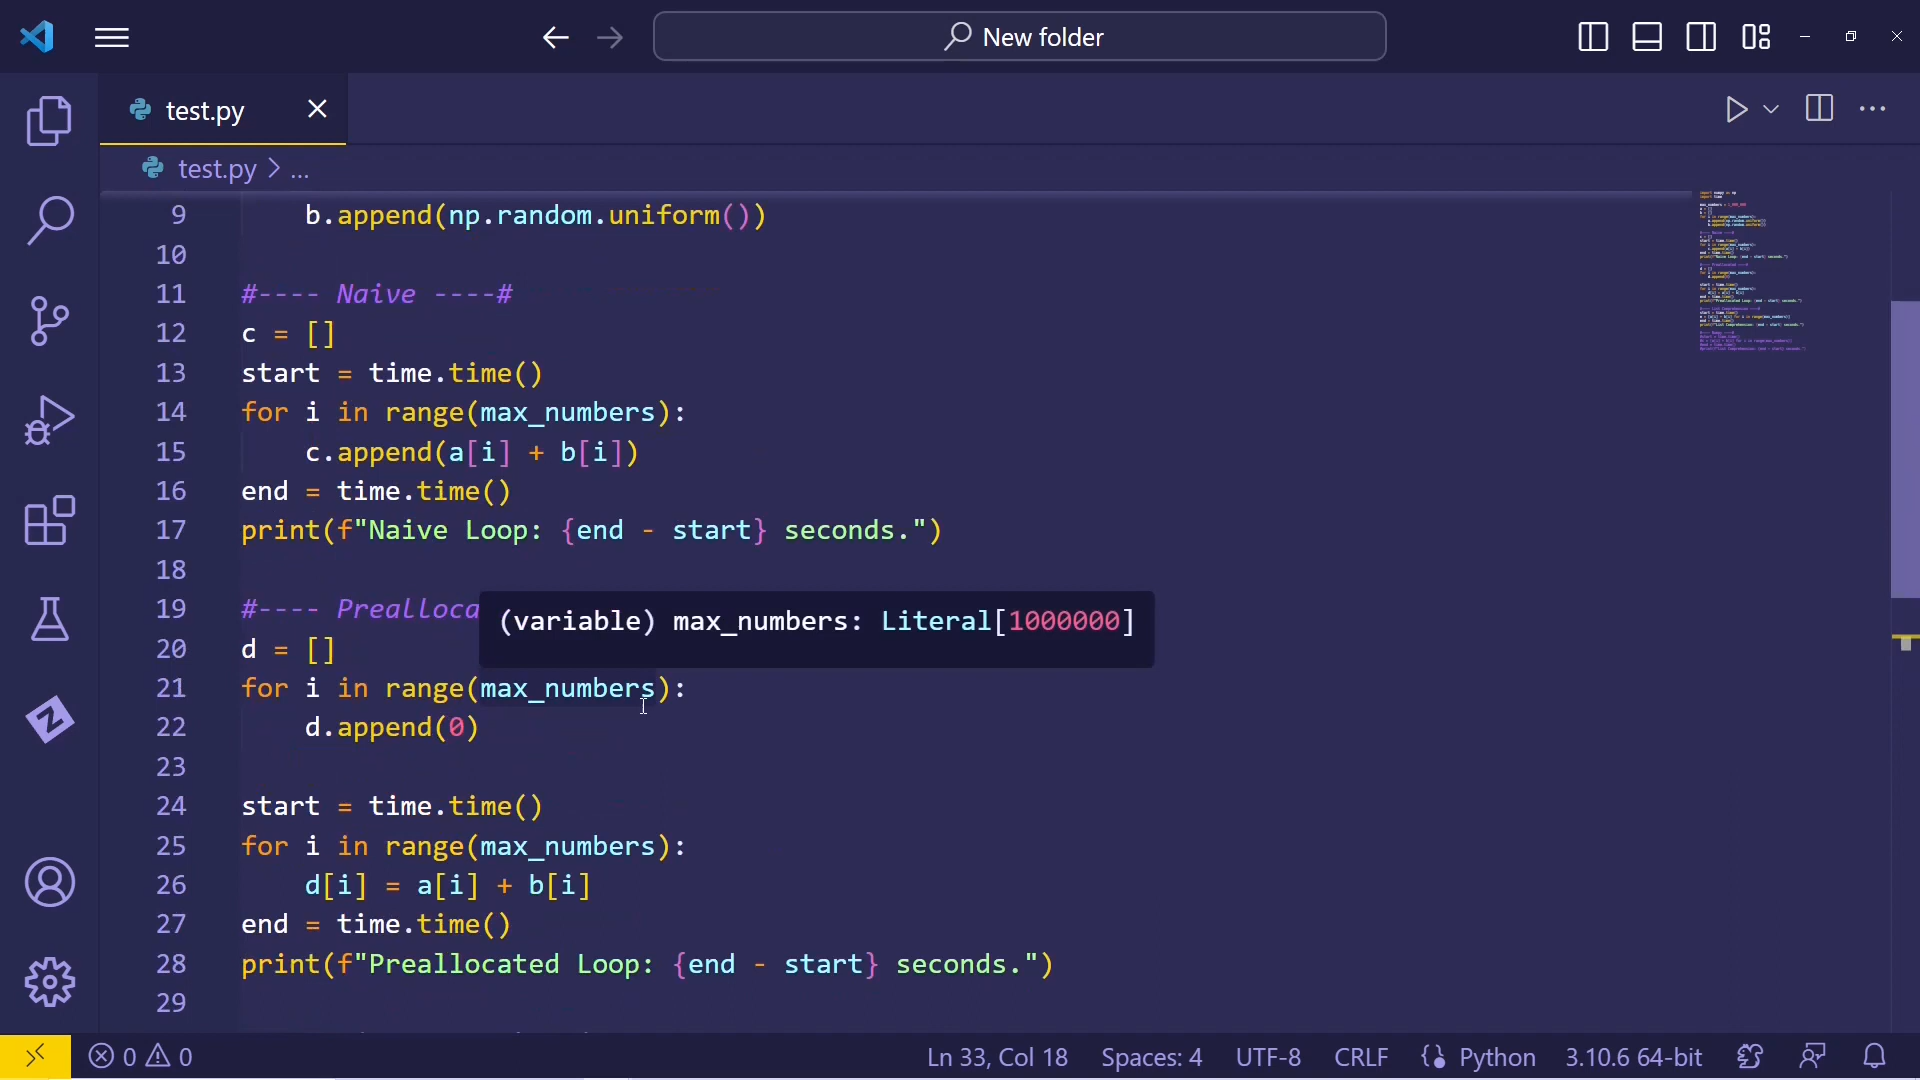 New folder
test.py
test.py > ...
9 b.append(np.random.uniform())
10
11 #---- Naive ----#
12 c = []
13 start = time.time()
14 for i in range(max_numbers):
15 c.append(a[i] + b[i])
16 end = time.time()
17 print(f"Naive Loop: {end - start} seconds.")
18
19 #---- Prealloca
(variable) max_numbers: Literal[1000000]
20 d = []
21 for i in range(max_numbers):
22 d.append(0)
23
24 start = time.time()
25 for i in range(max_numbers):
26 d[i] = a[i] + b[i]
27 end = time.time()
28 print(f"Preallocated Loop: {end - start} seconds.")
29
0 0 Ln 33, Col 18 Spaces: 4 UTF-8 CRLF Python 3.10.6 64-bit